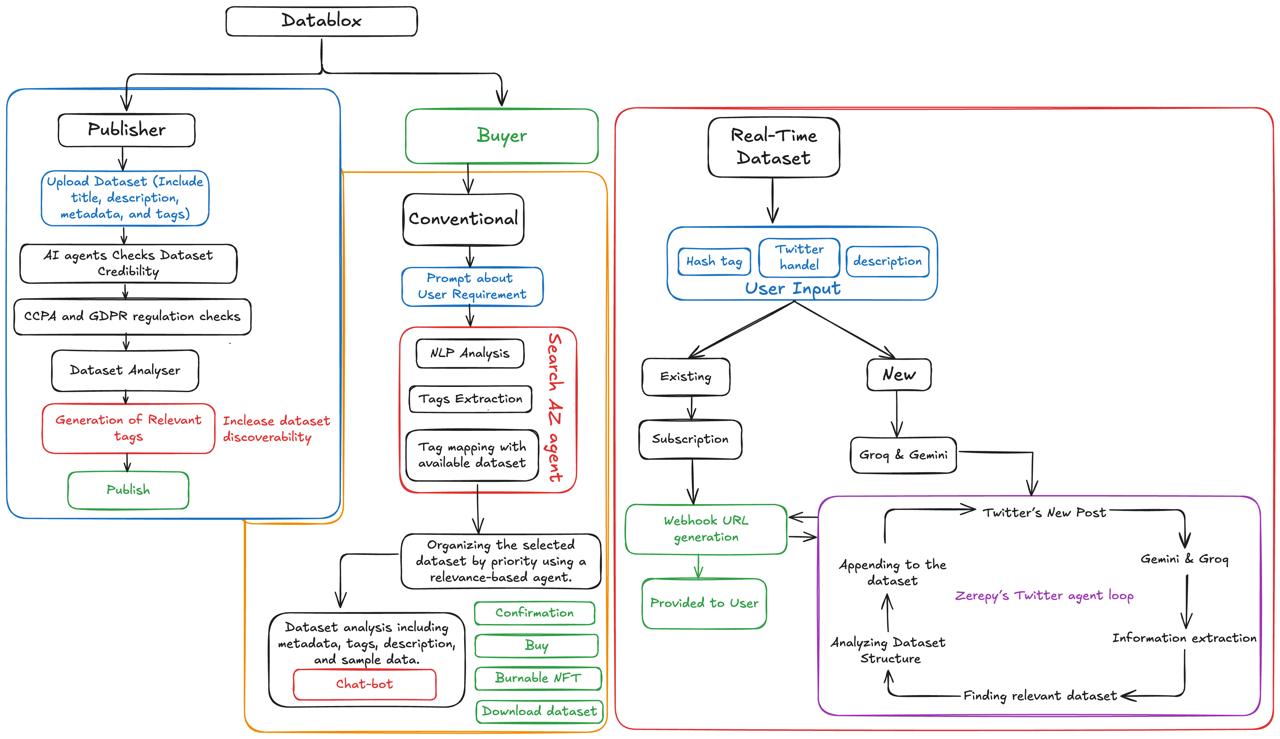 Datablox
Publisher
Upload Dataset (Include
title, description,
metadata, and tags)
AI agents Checks Dataset
Credibility
CCPA and GDPR regulation checks
Dataset Analyser
Generation of Relevant
tags
Inclease dataset
discoverability
Publish
Buyer
Conventional
Prompt about
User Requirement
NLP Analysis
Tags Extraction
Tag mapping with
available dataset
Search AZ agent
Organizing the selected
dataset by priority using a
relevance-based agent.
Dataset analysis including
metadata, tags, description,
and sample data.
Chat-bot
Confirmation
Buy
Burnable NFT
Download dataset
Real-Time
Dataset
Hash tag
Twitter
handel
description
User Input
Existing
New
Subscription
Groq & Gemini
Webhook URL
generation
Provided to User
Twitter's New Post
Gemini & Groq
Information extraction
Finding relevant dataset
Analyzing Dataset
Structure
Appending to the
dataset
Zerepy's Twitter agent loop